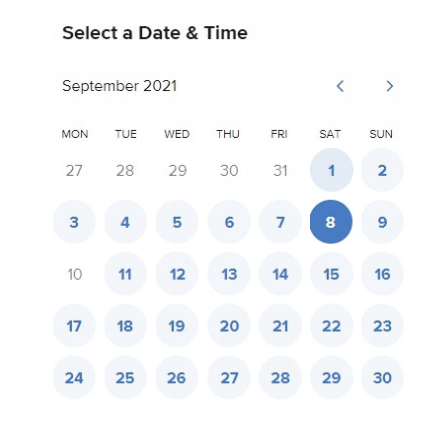 Select a Date & Time
September 2021
MON TUE WED THU FRI SAT SUN
27 28 29 30 31 1 2
3 4 5 6 7 8 9
10 11 12 13 14 15 16
17 18 19 20 21 22 23
24 25 26 27 28 29 30